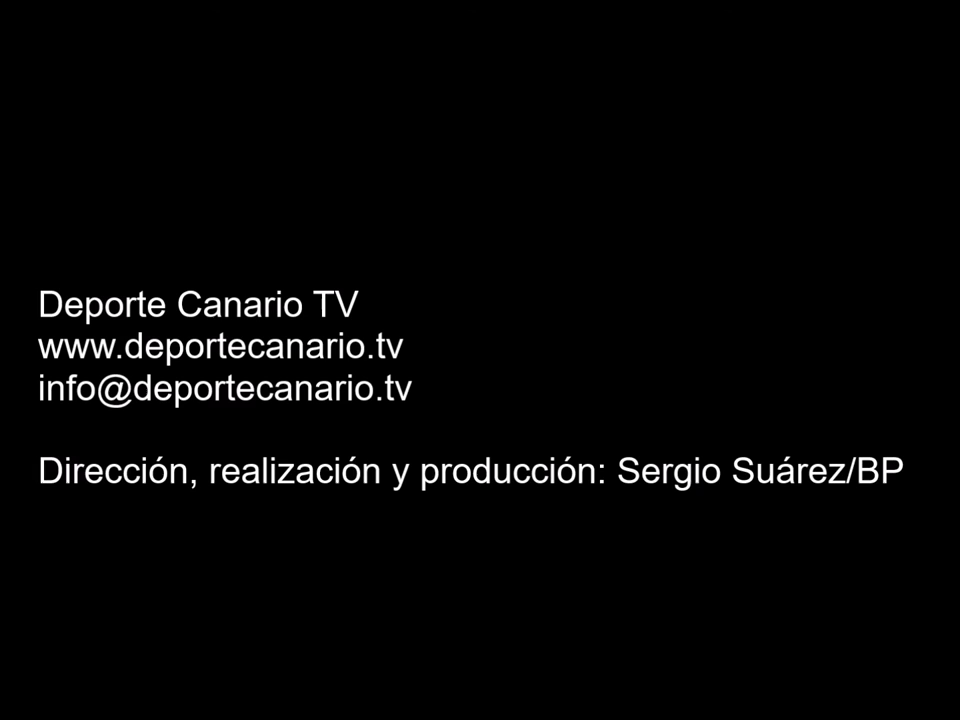 Deporte Canario TV
www.deportecanario.tv
info@deportecanario.tv
Dirección, realización y producción: Sergio Suárez/BP